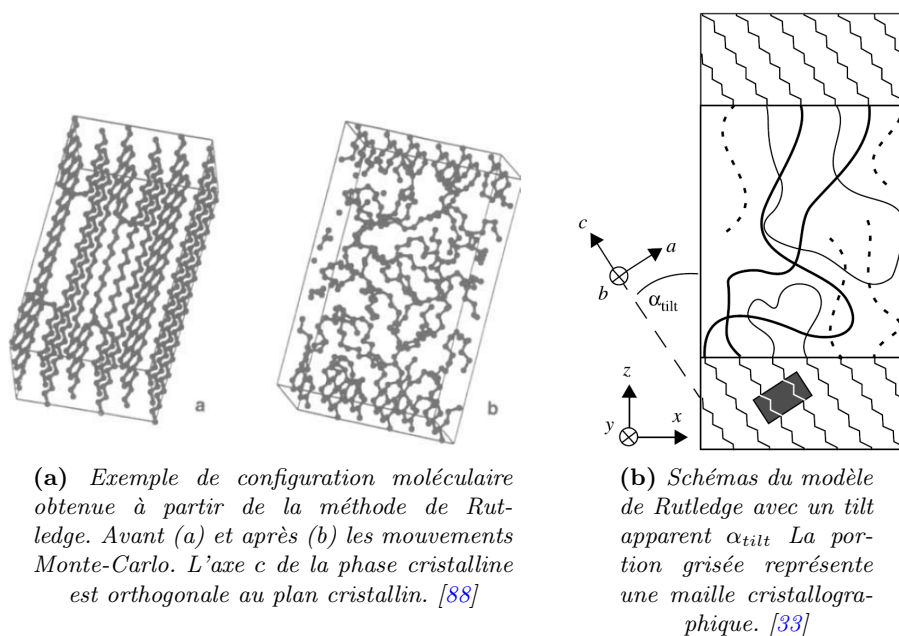 a
b
c
a
b
αtilt
z
y
x
(a) Exemple de configuration moléculaire
obtenue à partir de la méthode de Rut-
ledge. Avant (a) et après (b) les mouvements
Monte-Carlo. L'axe c de la phase cristalline
est orthogonale au plan cristallin. [88]
(b) Schémas du modèle
de Rutledge avec un tilt
apparent αtilt La por-
tion grisée représente
une maille cristallogra-
phique. [33]